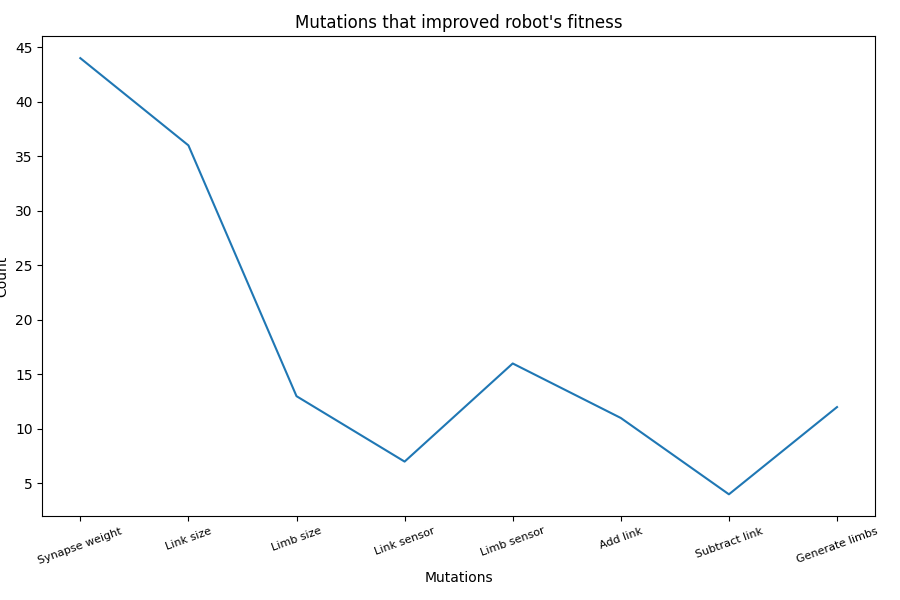 Mutations that improved robot's fitness
45
40
35
30
25
20
15
10
5
Count
Synapse weight
Link size
Limb size
Link sensor
Limb sensor
Add link
Subtract link
Generate limbs
Mutations